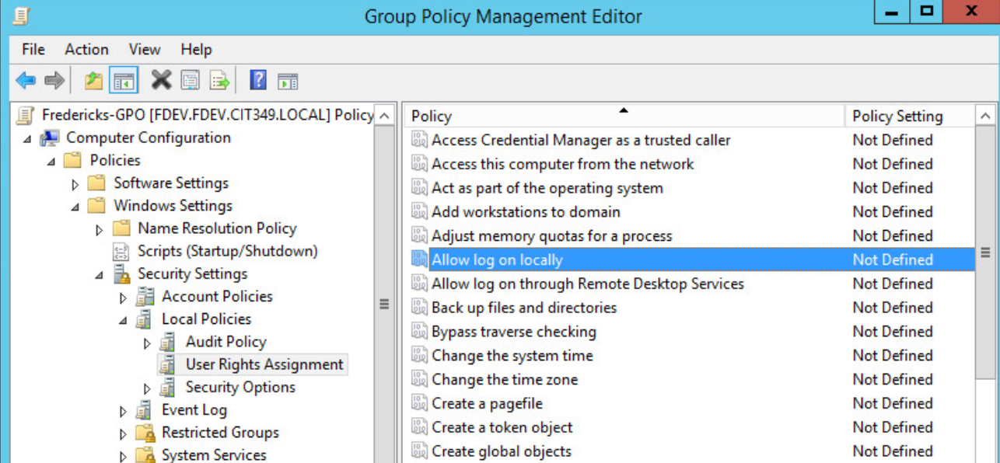 Group Policy Management Editor
File Action View Help
Fredericks-GPO [FDEV.FDEV.CIT349.LOCAL] Policy
Computer Configuration
Policies
Software Settings
Windows Settings
Name Resolution Policy
Scripts (Startup/Shutdown)
Security Settings
Account Policies
Local Policies
Audit Policy
User Rights Assignment
Security Options
Event Log
Restricted Groups
System Services
Policy Policy Setting
Access Credential Manager as a trusted caller Not Defined
Access this computer from the network Not Defined
Act as part of the operating system Not Defined
Add workstations to domain Not Defined
Adjust memory quotas for a process Not Defined
Allow log on locally Not Defined
Allow log on through Remote Desktop Services Not Defined
Back up files and directories Not Defined
Bypass traverse checking Not Defined
Change the system time Not Defined
Change the time zone Not Defined
Create a pagefile Not Defined
Create a token object Not Defined
Create global objects Not Defined